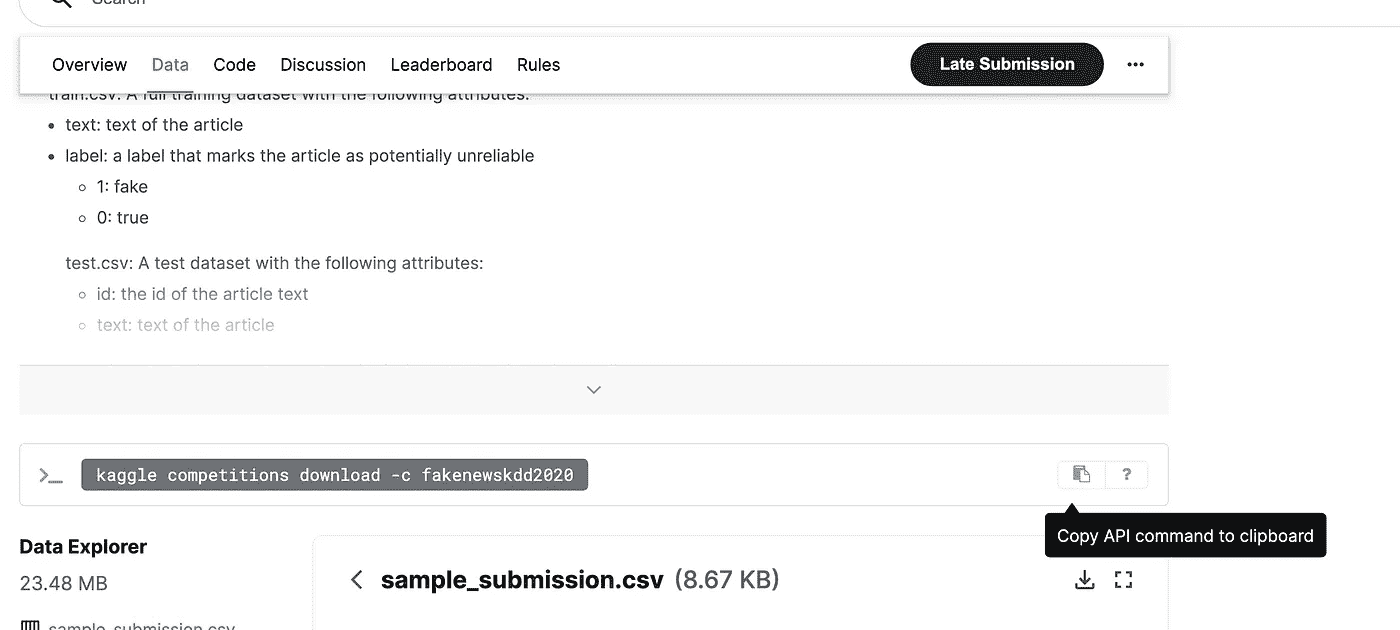 Search
Overview Data Code Discussion Leaderboard Rules Late Submission
train.csv: A full training dataset with the following attributes:
text: text of the article
label: a label that marks the article as potentially unreliable
1: fake
0: true
test.csv: A test dataset with the following attributes:
id: the id of the article text
text: text of the article
>_ kaggle competitions download -c fakenewskdd2020 ?
Copy API command to clipboard
Data Explorer
23.48 MB
sample_submission.csv (8.67 KB)
sample_submission.csv